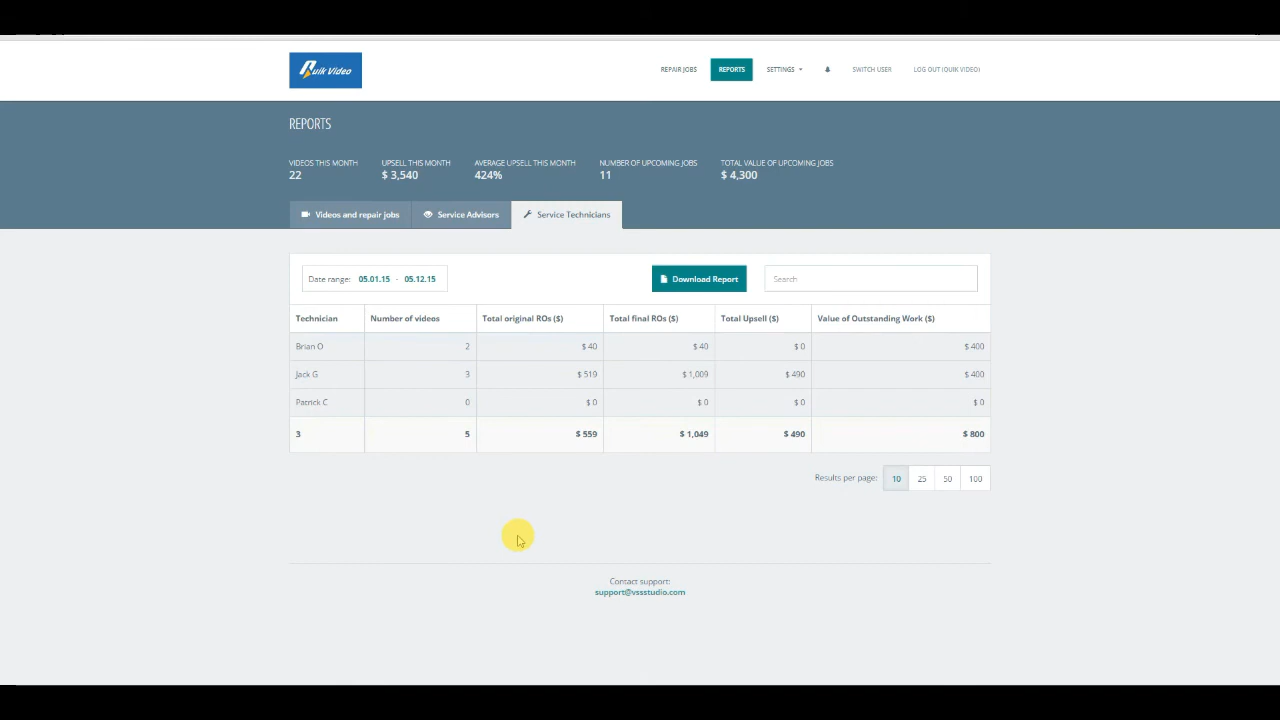 Quik Video
REPAIR JOBS REPORTS SETTINGS SWITCH USER LOG OUT (QUIK VIDEO)
REPORTS
VIDEOS THIS MONTH UPSELL THIS MONTH AVERAGE UPSELL THIS MONTH NUMBER OF UPCOMING JOBS TOTAL VALUE OF UPCOMING JOBS
22 $ 3,540 424% 11 $ 4,300
Videos and repair jobs Service Advisors Service Technicians
Date range: 05.01.15 - 05.12.15 Download Report Search
Technician Number of videos Total original ROs ($) Total final ROs ($) Total Upsell ($) Value of Outstanding Work ($)
Brian O 2 $ 40 $ 40 $ 0 $ 400
Jack G 3 $ 519 $ 1,009 $ 490 $ 400
Patrick C 0 $ 0 $ 0 $ 0 $ 0
3 5 $ 559 $ 1,049 $ 490 $ 800
Results per page: 10 25 50 100
Contact support:
support@vssstudio.com